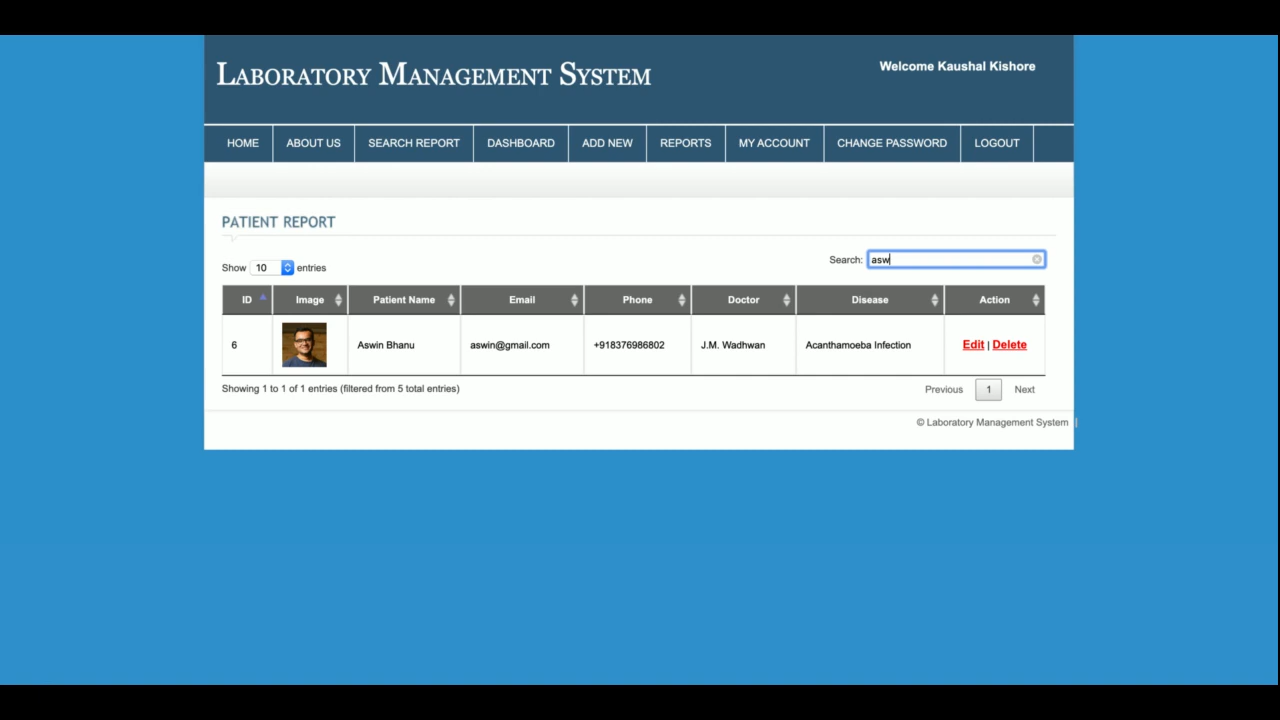 LABORATORY MANAGEMENT SYSTEM
Welcome Kaushal Kishore
HOME ABOUT US SEARCH REPORT DASHBOARD ADD NEW REPORTS MY ACCOUNT CHANGE PASSWORD LOGOUT
PATIENT REPORT
Show 10 entries Search: asw
ID Image Patient Name Email Phone Doctor Disease Action
6 Aswin Bhanu aswin@gmail.com +918376986802 J.M. Wadhwan Acanthamoeba Infection Edit | Delete
Showing 1 to 1 of 1 entries (filtered from 5 total entries) Previous 1 Next
© Laboratory Management System |